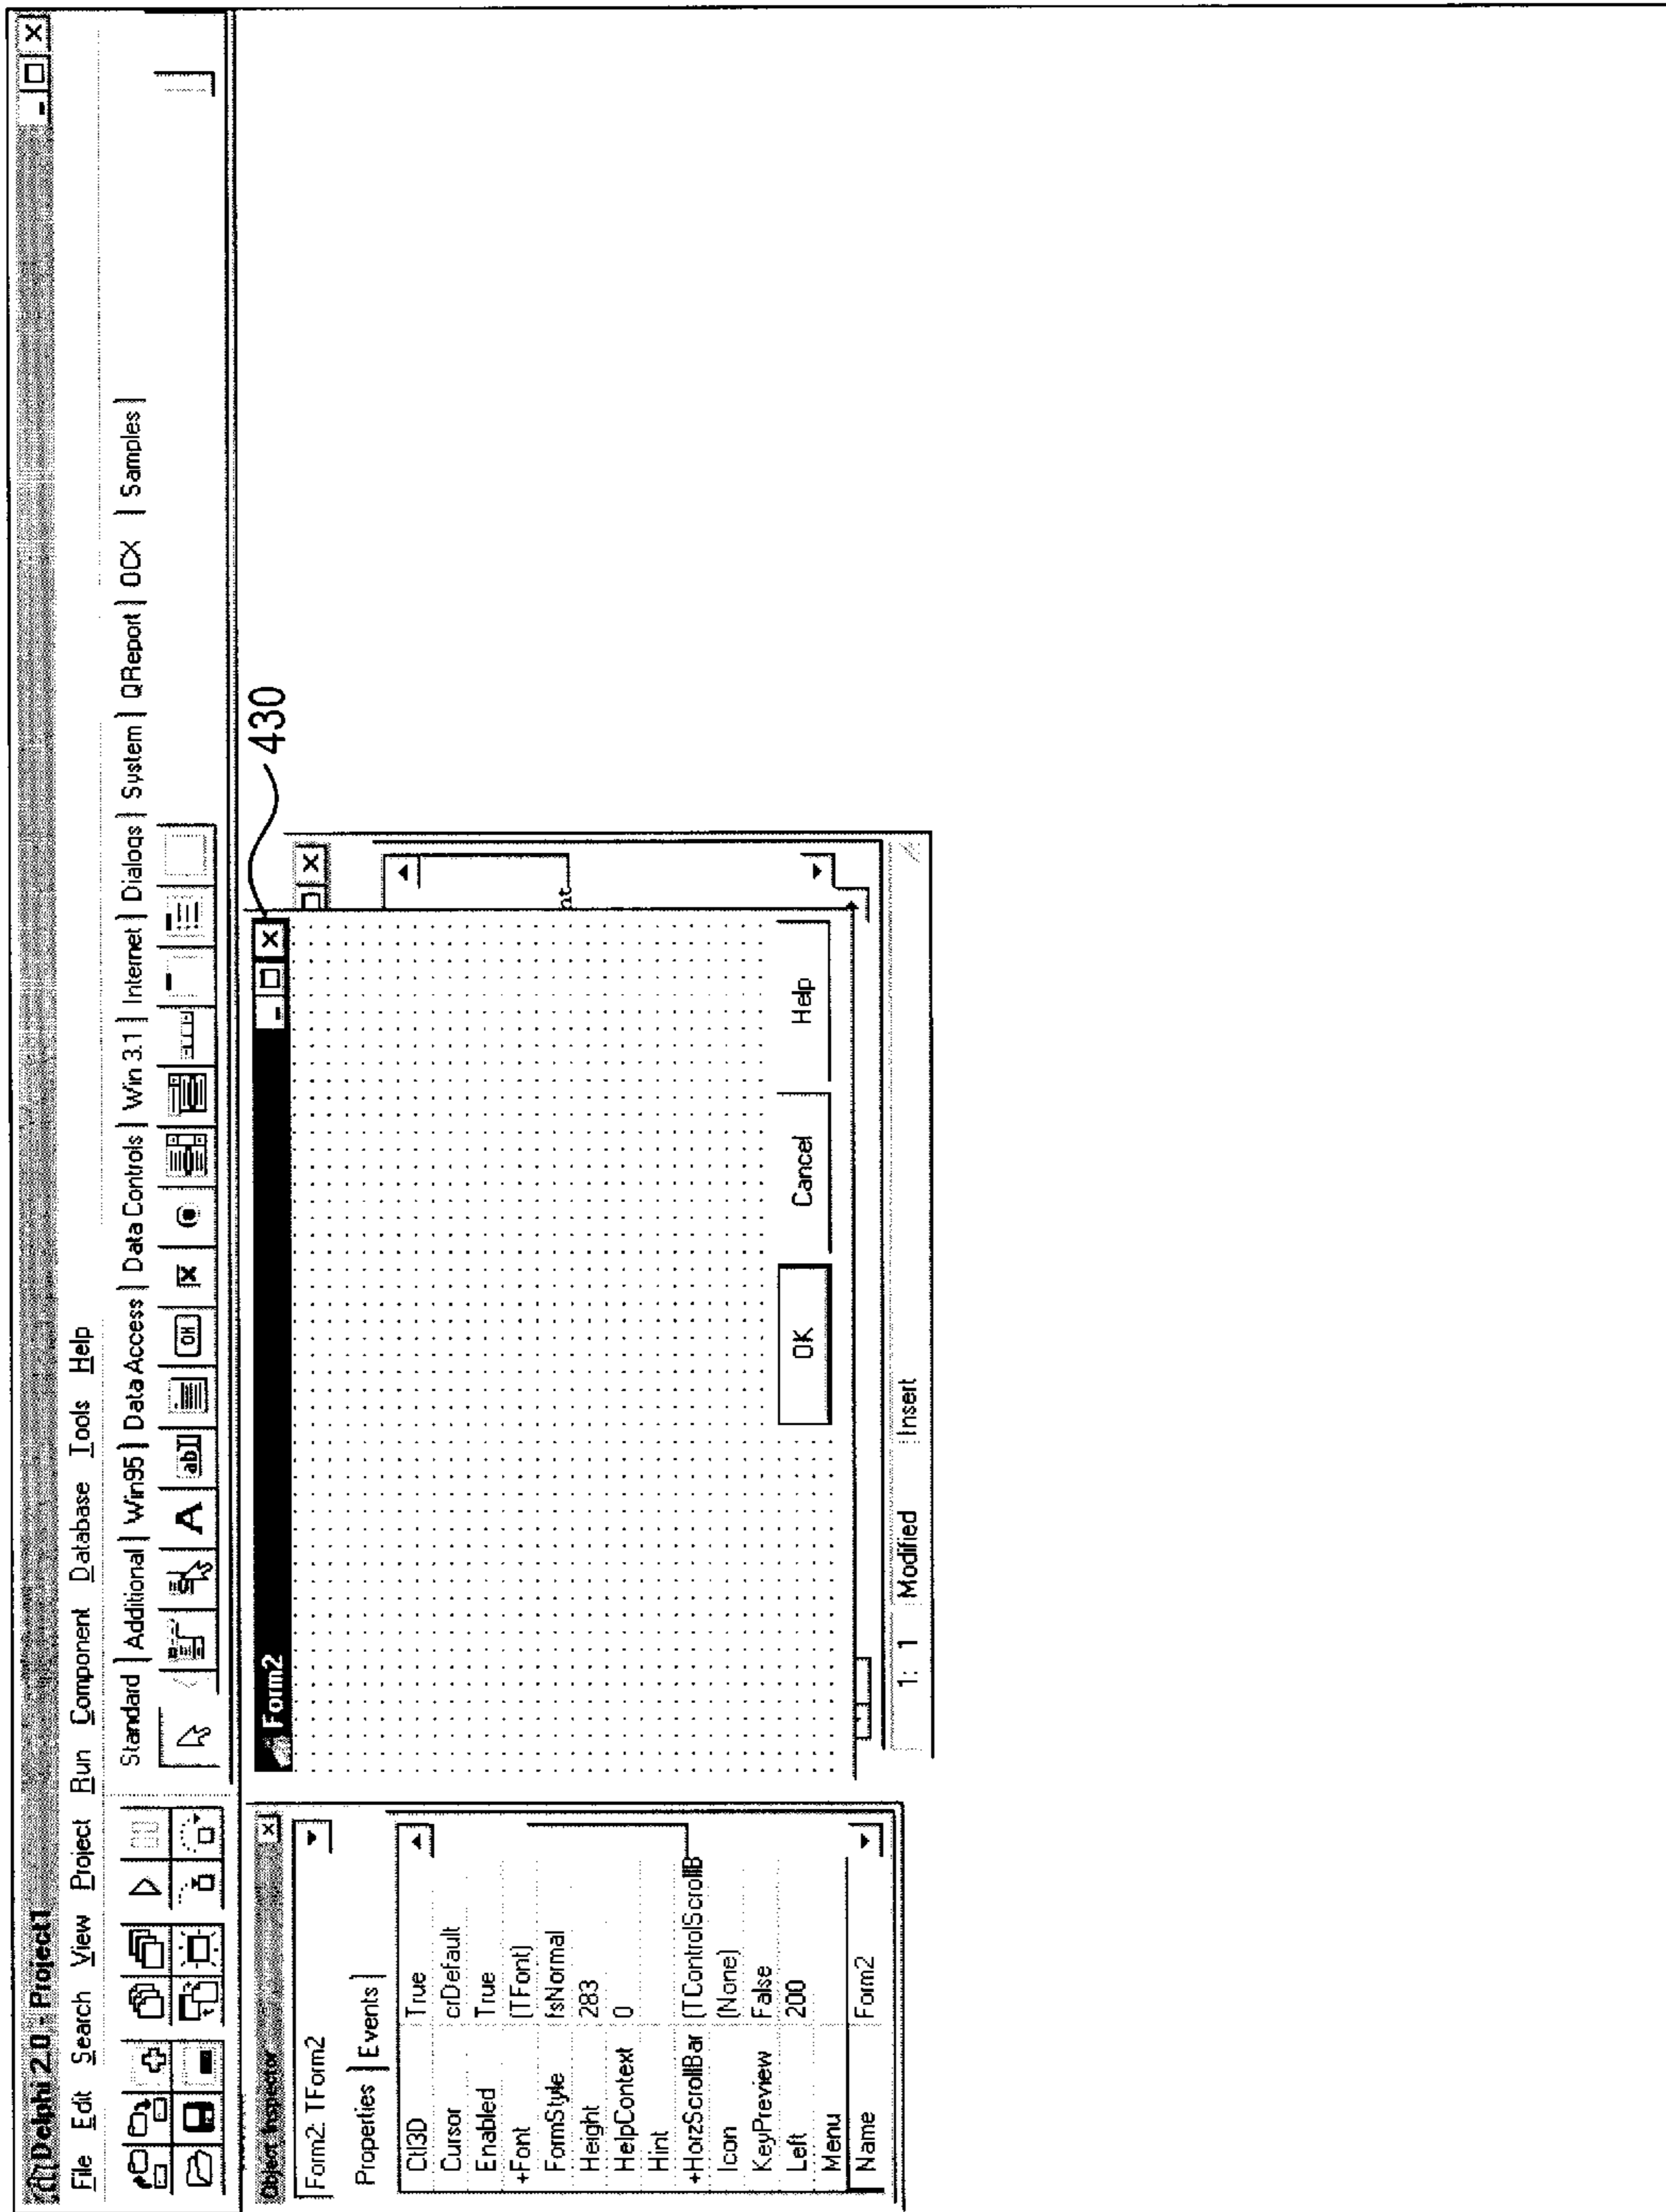 Delphi 2.0 - Project1
File Edit Search View Project Run Component Database Tools Help
Standard Additional Win95 Data Access Data Controls Win 3.1 Internet Dialogs System QReport OCX Samples
A ab OK
Object Inspector
Form2: TForm2
Properties Events
Ctl3D True
Cursor crDefault
Enabled True
+Font (TFont)
FormStyle fsNormal
Height 283
HelpContext 0
Hint
+HorzScrollBar (TControlScrollB
Icon (None)
KeyPreview False
Left 200
Menu
Name Form2
Form2
430
nt
OK Cancel Help
1: 1 Modified Insert